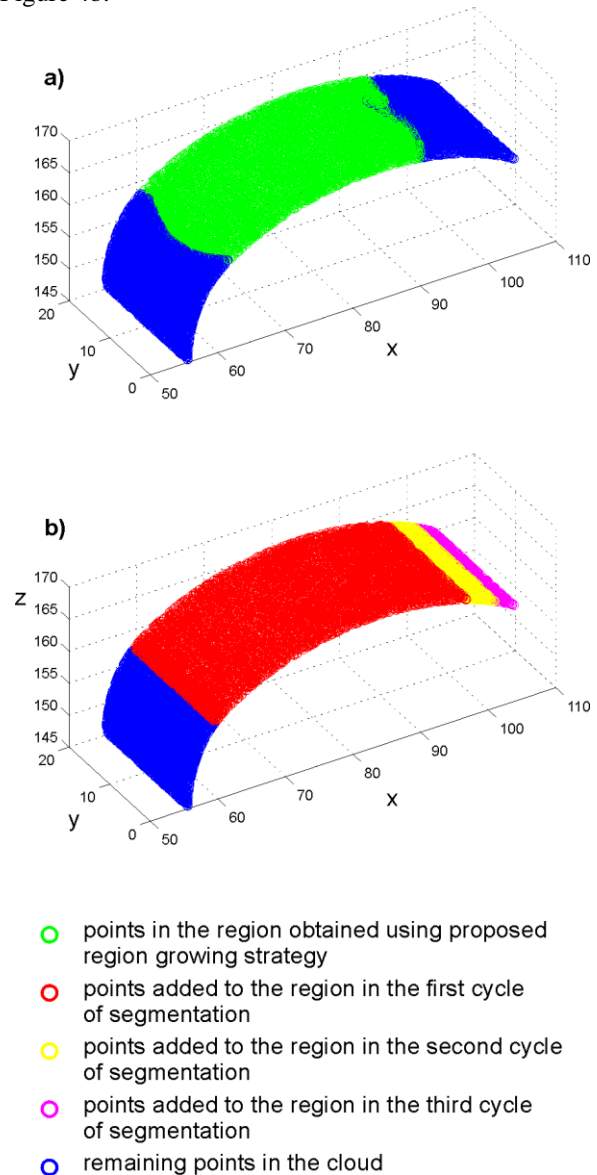 Figure 4b.
a)
170
165
160
155
150
145
20
10
0
y
50
60
70
80
90
100
110
x
b)
z
170
165
160
155
150
145
20
10
0
y
50
60
70
80
90
100
110
x
points in the region obtained using proposed
region growing strategy
points added to the region in the first cycle
of segmentation
points added to the region in the second cycle
of segmentation
points added to the region in the third cycle
of segmentation
remaining points in the cloud